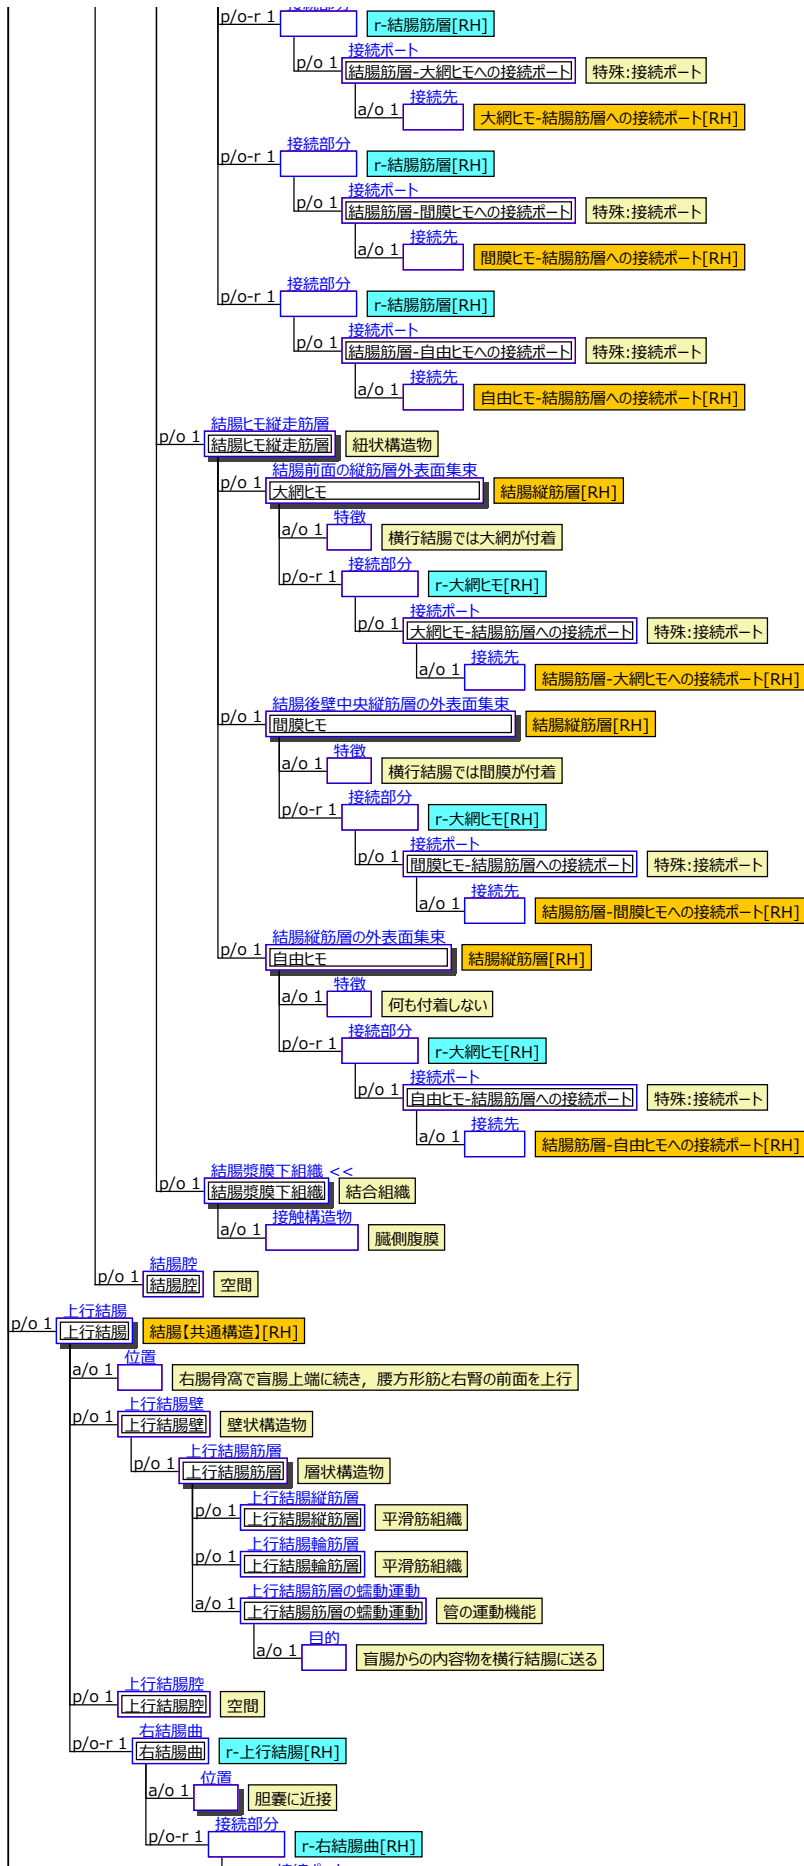 接続部分
p/o-r 1 r-結腸筋層[RH]
接続ポート
p/o 1 結腸筋層-大網ヒモへの接続ポート 特殊:接続ポート
接続先
a/o 1 大網ヒモ-結腸筋層への接続ポート[RH]
接続部分
p/o-r 1 r-結腸筋層[RH]
接続ポート
p/o 1 結腸筋層-間膜ヒモへの接続ポート 特殊:接続ポート
接続先
a/o 1 間膜ヒモ-結腸筋層への接続ポート[RH]
接続部分
p/o-r 1 r-結腸筋層[RH]
接続ポート
p/o 1 結腸筋層-自由ヒモへの接続ポート 特殊:接続ポート
接続先
a/o 1 自由ヒモ-結腸筋層への接続ポート[RH]
結腸ヒモ縦走筋層
p/o 1 結腸ヒモ縦走筋層 紐状構造物
結腸前面の縦筋層外表面集束
p/o 1 大網ヒモ 結腸縦筋層[RH]
特徴
a/o 1 横行結腸では大網が付着
接続部分
p/o-r 1 r-大網ヒモ[RH]
接続ポート
p/o 1 大網ヒモ-結腸筋層への接続ポート 特殊:接続ポート
接続先
a/o 1 結腸筋層-大網ヒモへの接続ポート[RH]
結腸後壁中央縦筋層の外表面集束
p/o 1 間膜ヒモ 結腸縦筋層[RH]
特徴
a/o 1 横行結腸では間膜が付着
接続部分
p/o-r 1 r-大網ヒモ[RH]
接続ポート
p/o 1 間膜ヒモ-結腸筋層への接続ポート 特殊:接続ポート
接続先
a/o 1 結腸筋層-間膜ヒモへの接続ポート[RH]
結腸縦筋層の外表面集束
p/o 1 自由ヒモ 結腸縦筋層[RH]
特徴
a/o 1 何も付着しない
接続部分
p/o-r 1 r-大網ヒモ[RH]
接続ポート
p/o 1 自由ヒモ-結腸筋層への接続ポート 特殊:接続ポート
接続先
a/o 1 結腸筋層-自由ヒモへの接続ポート[RH]
結腸漿膜下組織 <<
p/o 1 結腸漿膜下組織 結合組織
接触構造物
a/o 1 臓側腹膜
結腸腔
p/o 1 結腸腔 空間
上行結腸
p/o 1 上行結腸 結腸【共通構造】[RH]
位置
a/o 1 右腸骨窩で盲腸上端に続き，腰方形筋と右腎の前面を上行
上行結腸壁
p/o 1 上行結腸壁 壁状構造物
上行結腸筋層
p/o 1 上行結腸筋層 層状構造物
上行結腸縦筋層
p/o 1 上行結腸縦筋層 平滑筋組織
上行結腸輪筋層
p/o 1 上行結腸輪筋層 平滑筋組織
上行結腸筋層の蠕動運動
a/o 1 上行結腸筋層の蠕動運動 管の運動機能
目的
a/o 1 盲腸からの内容物を横行結腸に送る
上行結腸腔
p/o 1 上行結腸腔 空間
右結腸曲
p/o-r 1 右結腸曲 r-上行結腸[RH]
位置
a/o 1 胆嚢に近接
接続部分
p/o-r 1 r-右結腸曲[RH]
接続ポート